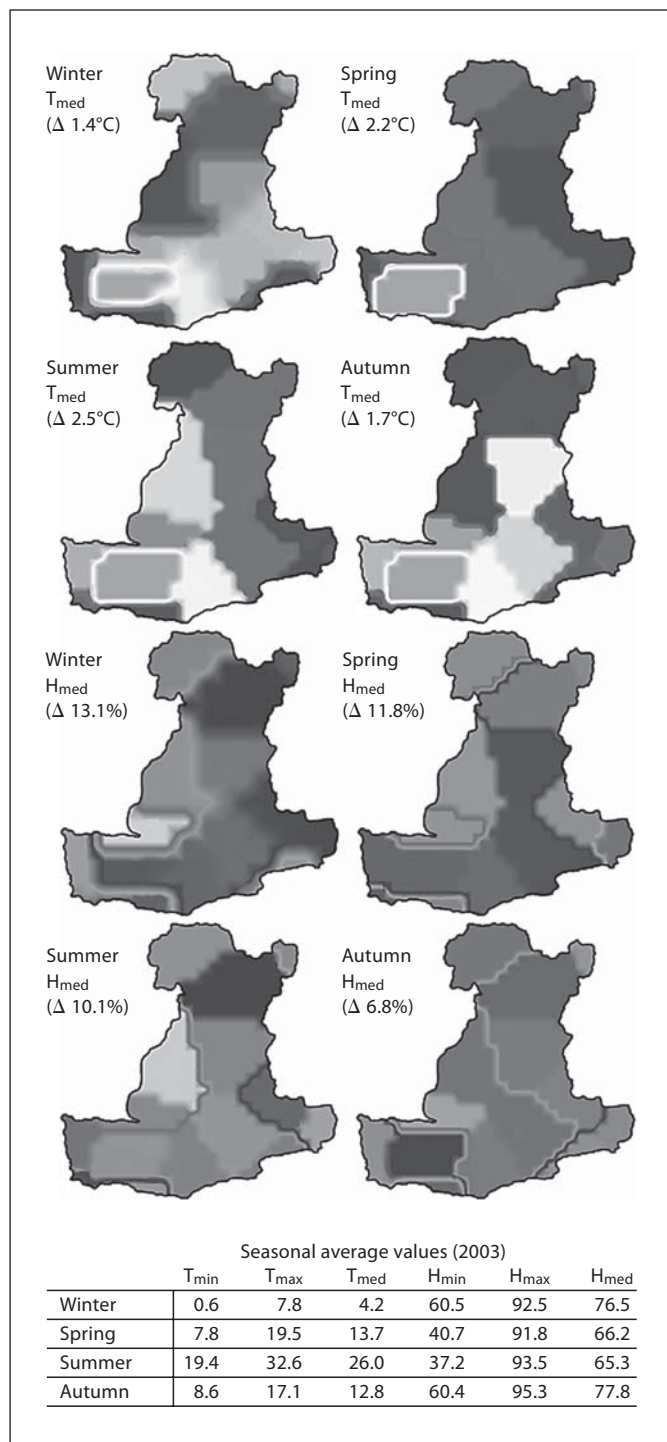 Winter
Tmed
(Δ 1.4°C)
Spring
Tmed
(Δ 2.2°C)
Summer
Tmed
(Δ 2.5°C)
Autumn
Tmed
(Δ 1.7°C)
Winter
Hmed
(Δ 13.1%)
Spring
Hmed
(Δ 11.8%)
Summer
Hmed
(Δ 10.1%)
Autumn
Hmed
(Δ 6.8%)
Seasonal average values (2003)
Tmin Tmax Tmed Hmin Hmax Hmed
Winter 0.6 7.8 4.2 60.5 92.5 76.5
Spring 7.8 19.5 13.7 40.7 91.8 66.2
Summer 19.4 32.6 26.0 37.2 93.5 65.3
Autumn 8.6 17.1 12.8 60.4 95.3 77.8